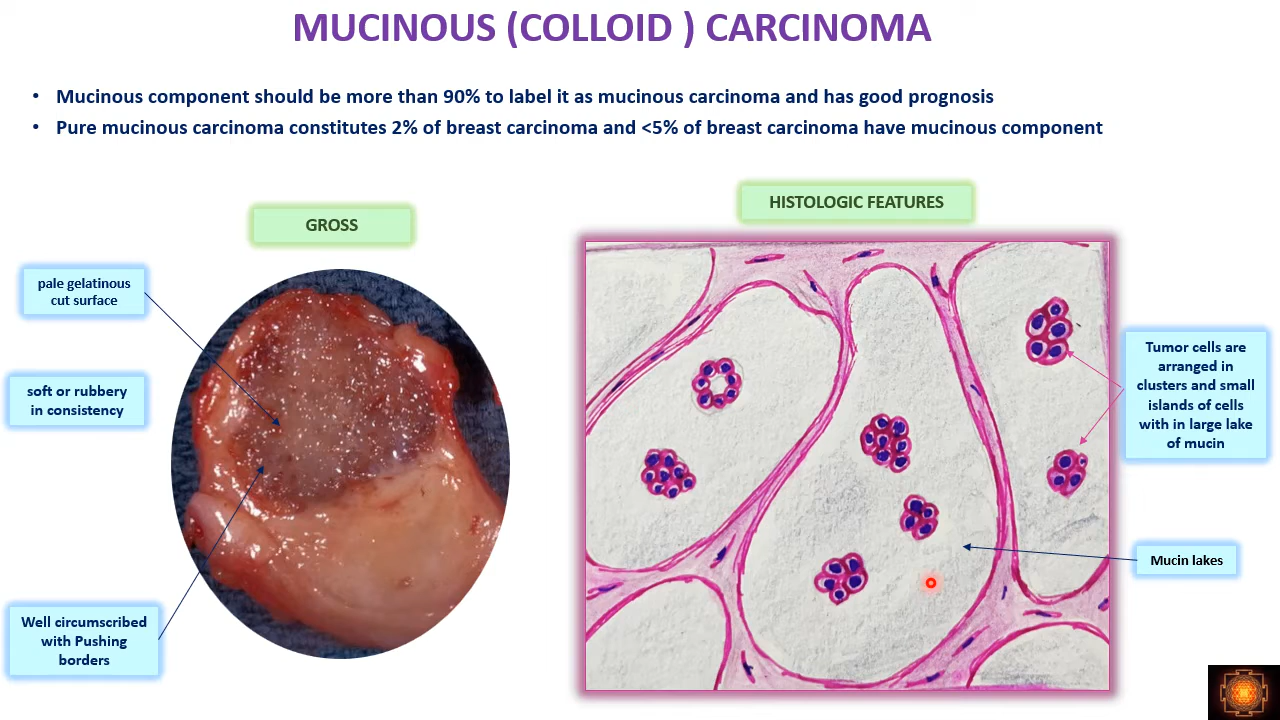 MUCINOUS (COLLOID ) CARCINOMA
• Mucinous component should be more than 90% to label it as mucinous carcinoma and has good prognosis
• Pure mucinous carcinoma constitutes 2% of breast carcinoma and <5% of breast carcinoma have mucinous component
GROSS
pale gelatinous
cut surface
soft or rubbery
in consistency
Well circumscribed
with Pushing
borders
HISTOLOGIC FEATURES
Tumor cells are
arranged in
clusters and small
islands of cells
with in large lake
of mucin
Mucin lakes